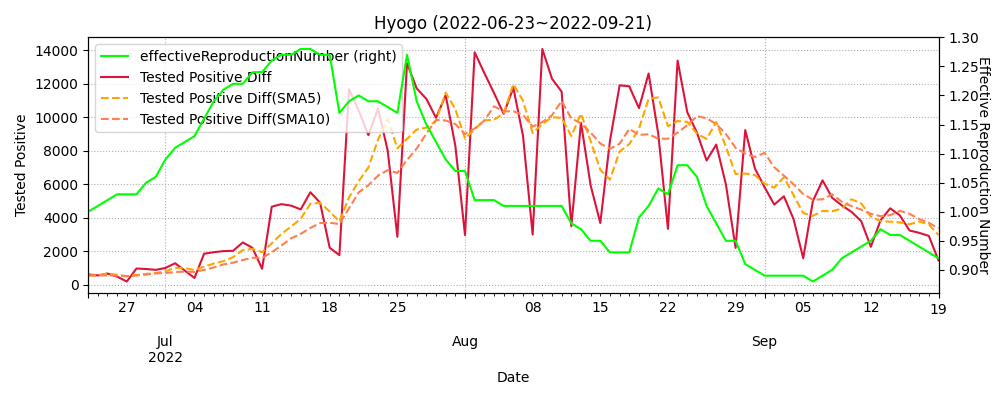 Hyogo (2022-06-23~2022-09-21)
effectiveReproductionNumber (right)
Tested Positive Diff
Tested Positive Diff(SMA5)
Tested Positive Diff(SMA10)
Tested Positive
14000
12000
10000
8000
6000
4000
2000
0
1.30
1.25
1.20
1.15
1.10
1.05
1.00
0.95
0.90
Effective Reproduction Number
27 04 11 18 25 08 15 22 29 05 12 19
Jul Aug Sep
2022
Date